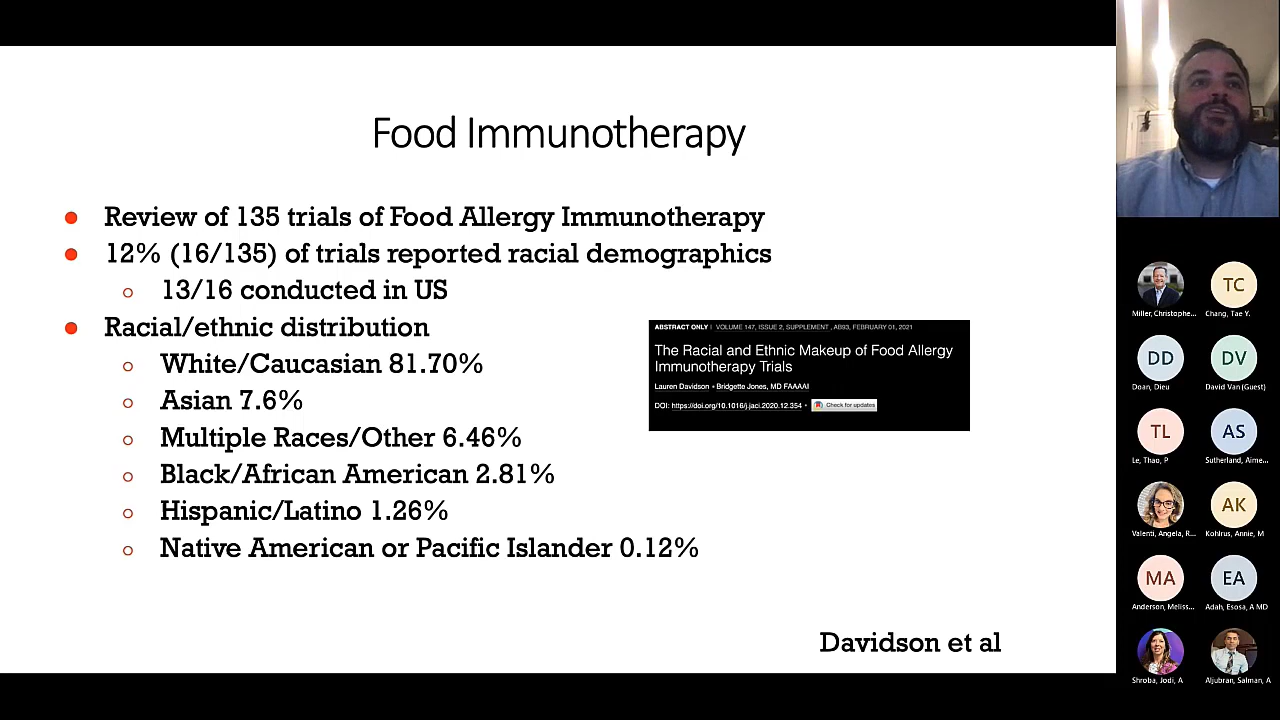 Food Immunotherapy
Review of 135 trials of Food Allergy Immunotherapy
12% (16/135) of trials reported racial demographics
13/16 conducted in US
Racial/ethnic distribution
White/Caucasian 81.70%
Asian 7.6%
Multiple Races/Other 6.46%
Black/African American 2.81%
Hispanic/Latino 1.26%
Native American or Pacific Islander 0.12%
ABSTRACT ONLY | VOLUME 147, ISSUE 2, SUPPLEMENT , AB93, FEBRUARY 01, 2021
The Racial and Ethnic Makeup of Food Allergy
Immunotherapy Trials
Lauren Davidson • Bridgette Jones, MD FAAAAI
DOI: https://doi.org/10.1016/j.jaci.2020.12.354 • Check for updates
Davidson et al
Miller, Christophe...
TC
Chang, Tae Y.
DD
Doan, Dieu
DV
David Van (Guest)
TL
Le, Thao, P
AS
Sutherland, Aime...
Valenti, Angela, R...
AK
Kohlrus, Annie, M
MA
Anderson, Meliss...
EA
Adah, Esosa, A MD
Shroba, Jodi, A
Aljubran, Salman, A